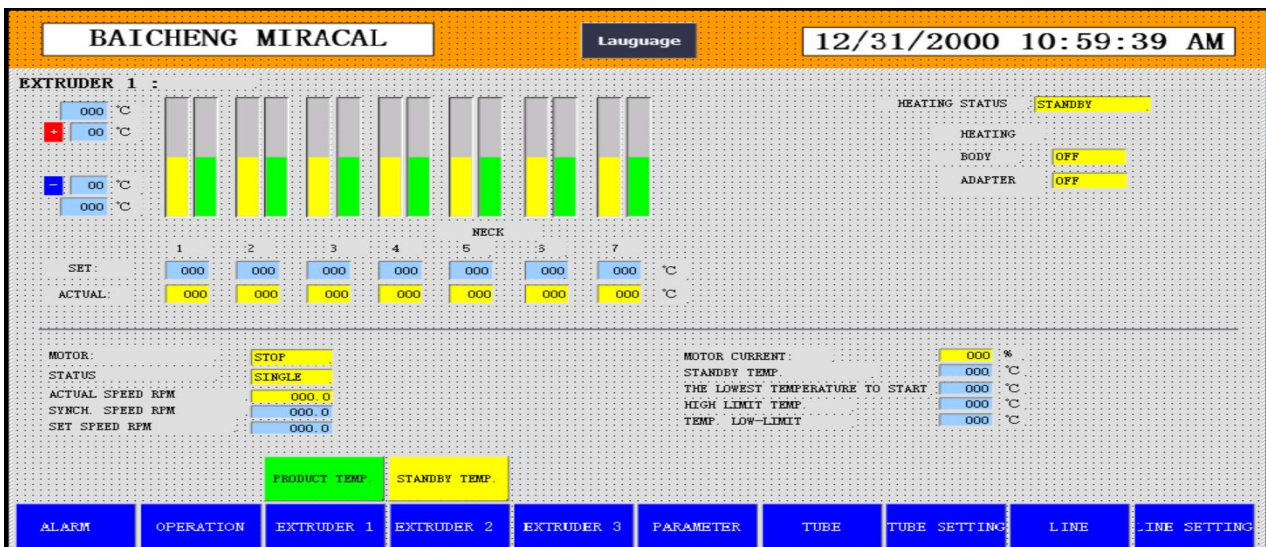 BAICHENG MIRACAL
Lauguage
12/31/2000 10:59:39 AM
EXTRUDER 1 :
000 ℃
+ 00 ℃
- 00 ℃
000 ℃
HEATING STATUS STANDBY
HEATING
BODY OFF
ADAPTER OFF
NECK
1 2 3 4 5 6 7
SET: 000 000 000 000 000 000 000 ℃
ACTUAL: 000 000 000 000 000 000 000 ℃
MOTOR: STOP
STATUS SINGLE
ACTUAL SPEED RPM 000.0
SYNCH. SPEED RPM 000.0
SET SPEED RPM 000.0
MOTOR CURRENT: 000 %
STANDBY TEMP. 000 ℃
THE LOWEST TEMPERATURE TO START 000 ℃
HIGH LIMIT TEMP. 000 ℃
TEMP. LOW-LIMIT 000 ℃
PRODUCT TEMP. STANDBY TEMP.
ALARM OPERATION EXTRUDER 1 EXTRUDER 2 EXTRUDER 3 PARAMETER TUBE TUBE SETTING LINE LINE SETTING